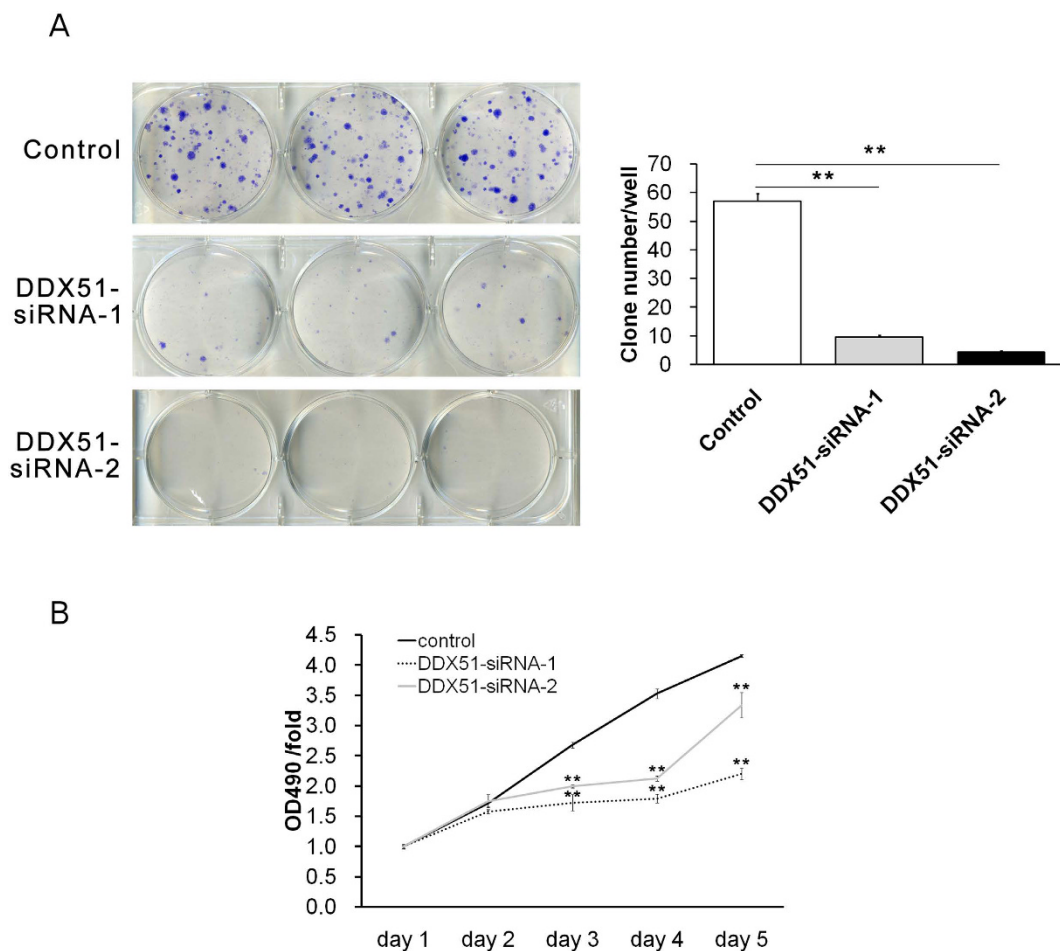 A
Control
DDX51-
siRNA-1
DDX51-
siRNA-2
Clone number/well
70
60
50
40
30
20
10
0
**
**
Control
DDX51-siRNA-1
DDX51-siRNA-2
B
OD490 /fold
4.5
4.0
3.5
3.0
2.5
2.0
1.5
1.0
0.5
0.0
control
DDX51-siRNA-1
DDX51-siRNA-2
**
**
**
**
**
**
day 1 day 2 day 3 day 4 day 5